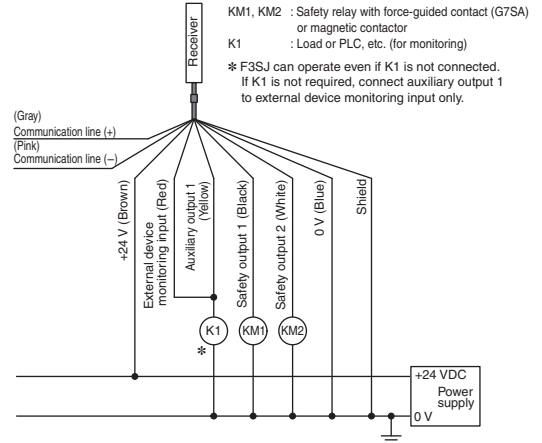 Receiver
KM1, KM2 : Safety relay with force-guided contact (G7SA)
or magnetic contactor
K1 : Load or PLC, etc. (for monitoring)
* F3SJ can operate even if K1 is not connected.
If K1 is not required, connect auxiliary output 1
to external device monitoring input only.
(Gray)
Communication line (+)
(Pink)
Communication line (−)
+24 V (Brown)
External device
monitoring input (Red)
Auxiliary output 1
(Yellow)
Safety output 1 (Black)
Safety output 2 (White)
0 V (Blue)
Shield
K1
KM1
KM2
*
+24 VDC
Power
supply
0 V